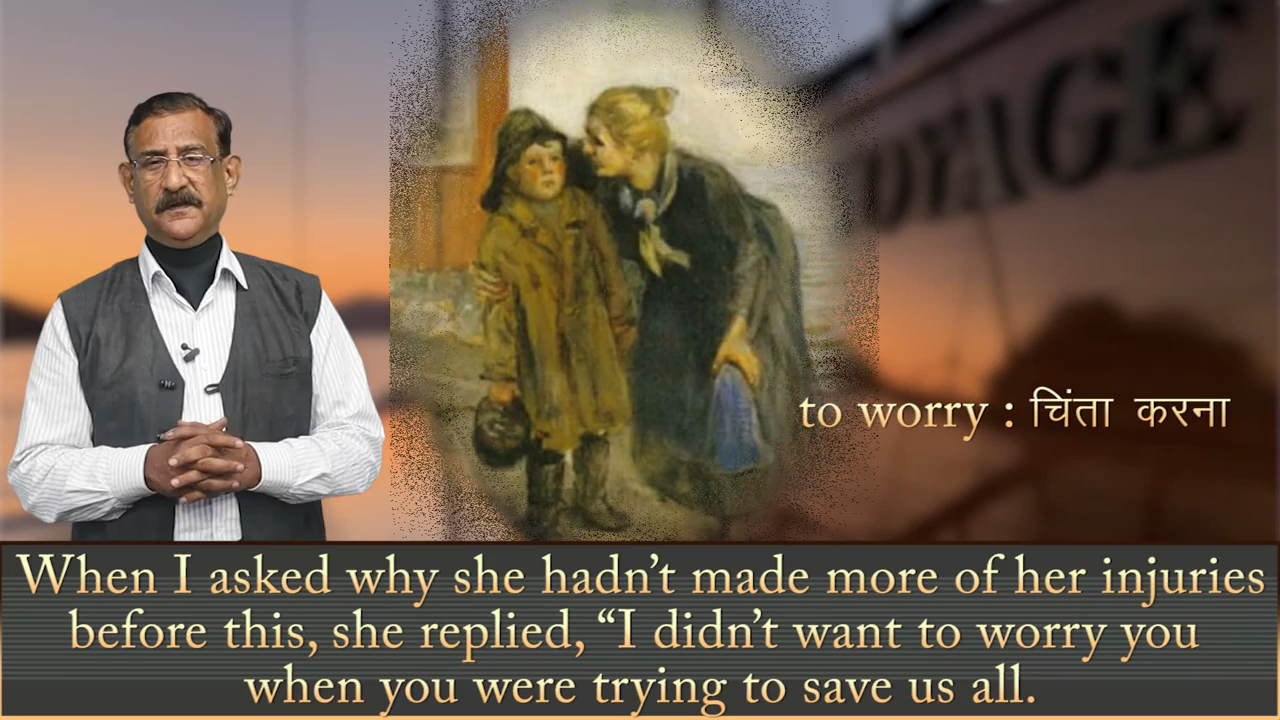 OYAGE
to worry : चिंता करना
When I asked why she hadn't made more of her injuries
before this, she replied, “I didn't want to worry you
when you were trying to save us all.